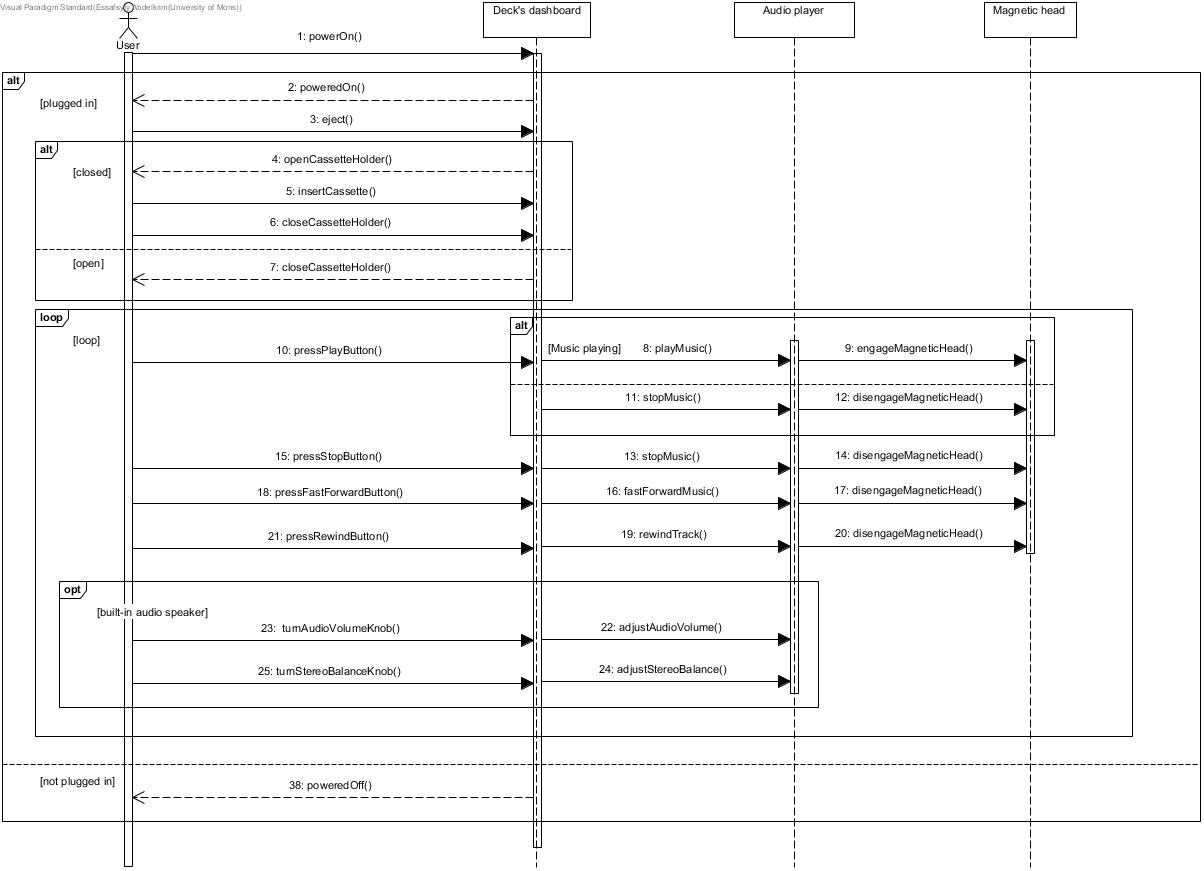 Visual Paradigm Standard(Essafsyy Abdelkrim(University of Mons))
User
Deck's dashboard
Audio player
Magnetic head
1: powerOn()
alt
[plugged in]
2: poweredOn()
3: eject()
alt
[closed]
4: openCassetteHolder()
5: insertCassette()
6: closeCassetteHolder()
[open]
7: closeCassetteHolder()
loop
[loop]
alt
10: pressPlayButton()
[Music playing]
8: playMusic()
9: engageMagneticHead()
11: stopMusic()
12: disengageMagneticHead()
15: pressStopButton()
13: stopMusic()
14: disengageMagneticHead()
18: pressFastForwardButton()
16: fastForwardMusic()
17: disengageMagneticHead()
21: pressRewindButton()
19: rewindTrack()
20: disengageMagneticHead()
opt
[built-in audio speaker]
23: turnAudioVolumeKnob()
22: adjustAudioVolume()
25: turnStereoBalanceKnob()
24: adjustStereoBalance()
[not plugged in]
38: poweredOff()